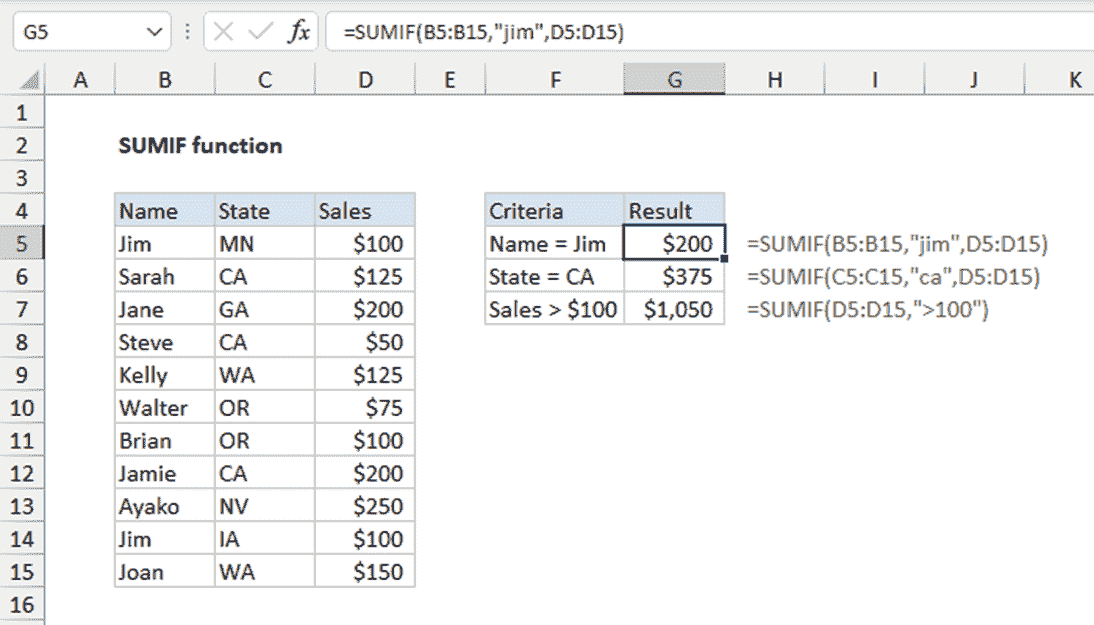 G5 fx =SUMIF(B5:B15,"jim",D5:D15)
A B C D E F G H I J K
1
2 SUMIF function
3
4 Name State Sales Criteria Result
5 Jim MN $100 Name = Jim $200 =SUMIF(B5:B15,"jim",D5:D15)
6 Sarah CA $125 State = CA $375 =SUMIF(C5:C15,"ca",D5:D15)
7 Jane GA $200 Sales > $100 $1,050 =SUMIF(D5:D15,">100")
8 Steve CA $50
9 Kelly WA $125
10 Walter OR $75
11 Brian OR $100
12 Jamie CA $200
13 Ayako NV $250
14 Jim IA $100
15 Joan WA $150
16